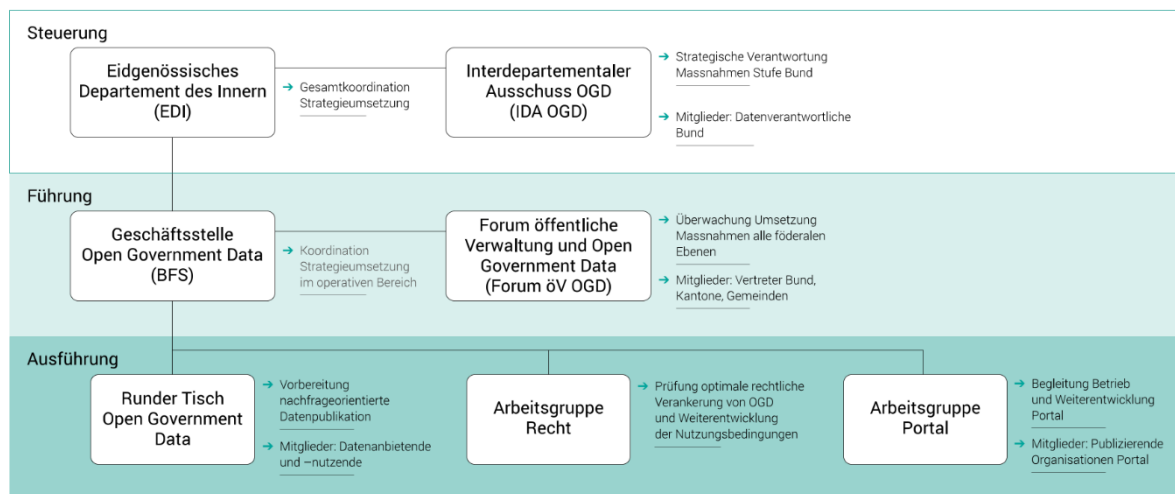 Steuerung
Eidgenössisches
Departement des Innern
(EDI)
→ Gesamtkoordination
Strategieumsetzung
Interdepartementaler
Ausschuss OGD
(IDA OGD)
→ Strategische Verantwortung
Massnahmen Stufe Bund
→ Mitglieder: Datenverantwortliche
Bund
Führung
Geschäftsstelle
Open Government Data
(BFS)
→ Koordination
Strategieumsetzung
im operativen Bereich
Forum öffentliche
Verwaltung und Open
Government Data
(Forum öV OGD)
→ Überwachung Umsetzung
Massnahmen alle föderalen
Ebenen
→ Mitglieder: Vertreter Bund,
Kantone, Gemeinden
Ausführung
Runder Tisch
Open Government
Data
→ Vorbereitung
nachfrageorientierte
Datenpublikation
→ Mitglieder: Datenanbietende
und –nutzende
Arbeitsgruppe
Recht
→ Prüfung optimale rechtliche
Verankerung von OGD
und Weiterentwicklung
der Nutzungsbedingungen
Arbeitsgruppe
Portal
→ Begleitung Betrieb
und Weiterentwicklung
Portal
→ Mitglieder: Publizierende
Organisationen Portal